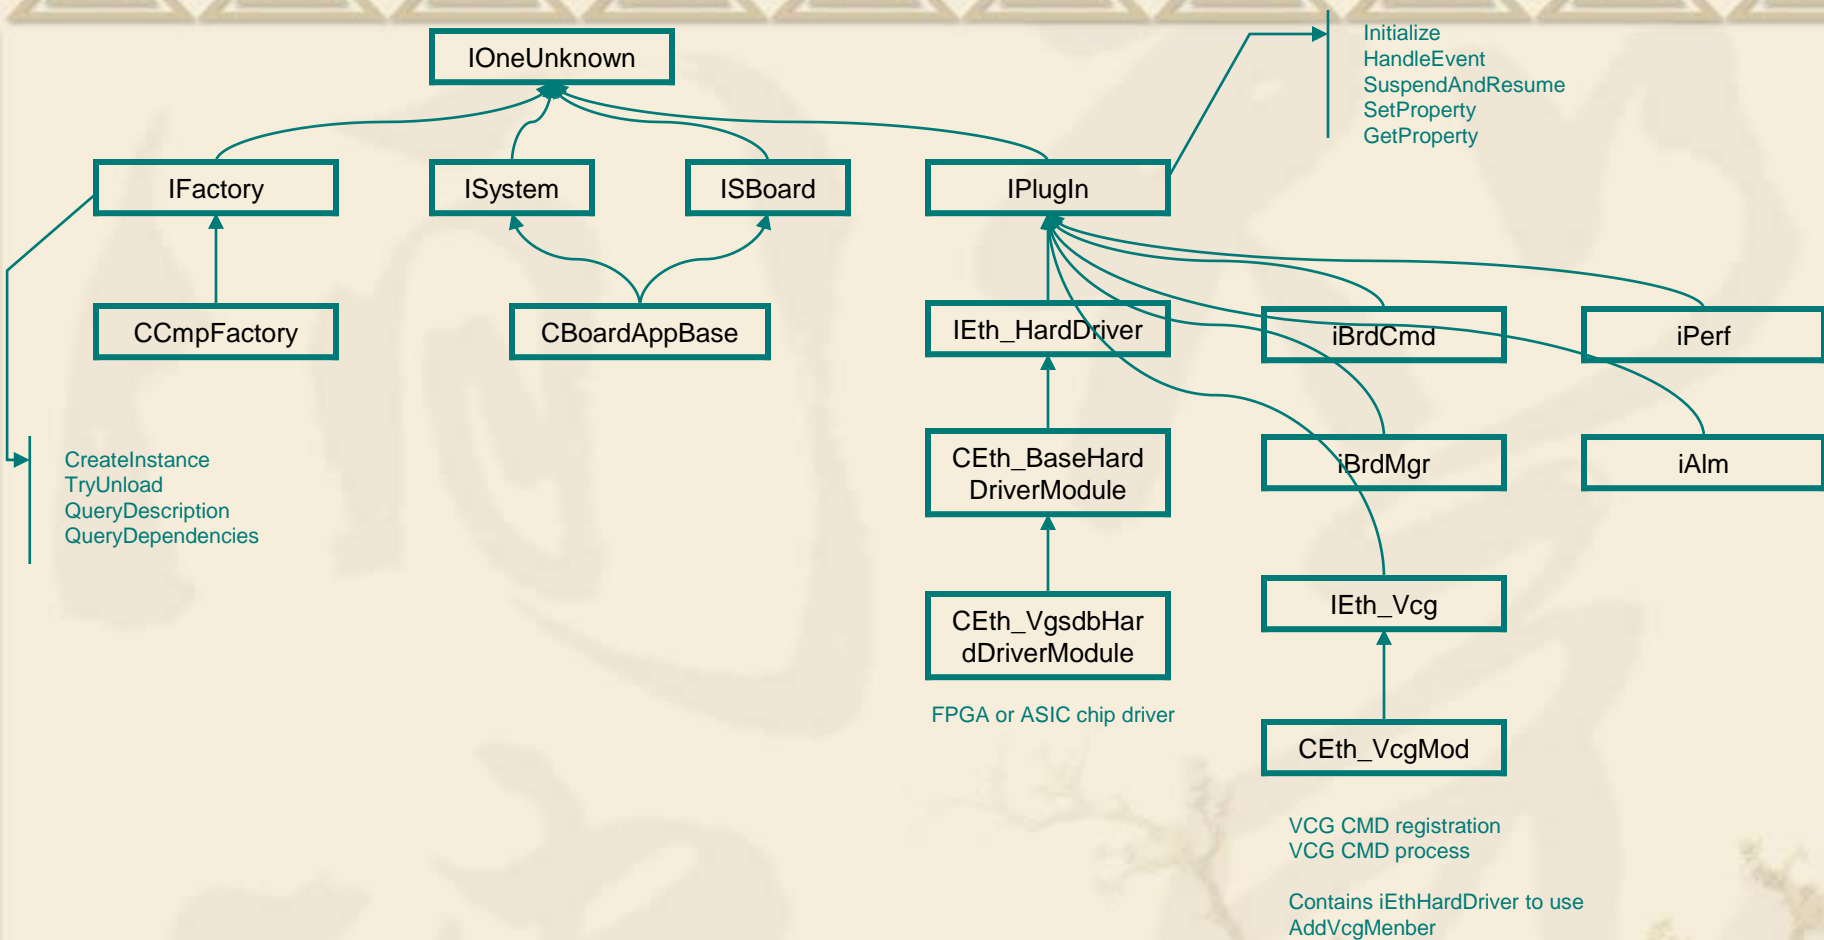 IOneUnknown
Initialize
HandleEvent
SuspendAndResume
SetProperty
GetProperty
IFactory
ISystem
ISBoard
IPlugIn
CCmpFactory
CBoardAppBase
IEth_HardDriver
iBrdCmd
iPerf
CreateInstance
TryUnload
QueryDescription
QueryDependencies
CEth_BaseHard
DriverModule
iBrdMgr
iAlm
CEth_VgsdbHar
dDriverModule
IEth_Vcg
FPGA or ASIC chip driver
CEth_VcgMod
VCG CMD registration
VCG CMD process
Contains iEthHardDriver to use
AddVcgMenber